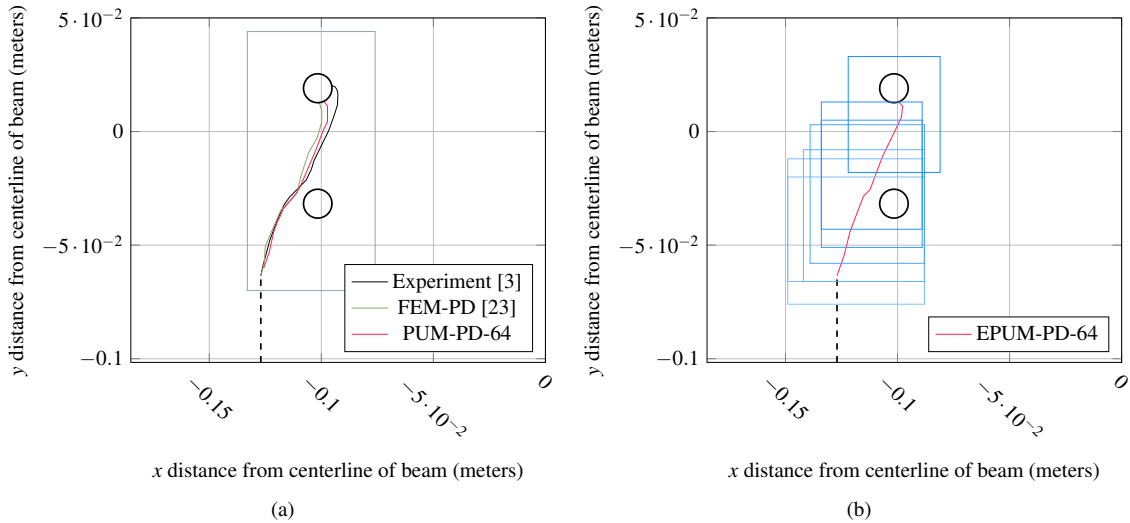 5·10⁻²
0
−5·10⁻²
−0.1
y distance from centerline of beam (meters)
Experiment [3]
FEM-PD [23]
PUM-PD-64
−0.15
−0.1
−5·10⁻²
0
x distance from centerline of beam (meters)
(a)
5·10⁻²
0
−5·10⁻²
−0.1
y distance from centerline of beam (meters)
EPUM-PD-64
−0.15
−0.1
−5·10⁻²
0
x distance from centerline of beam (meters)
(b)